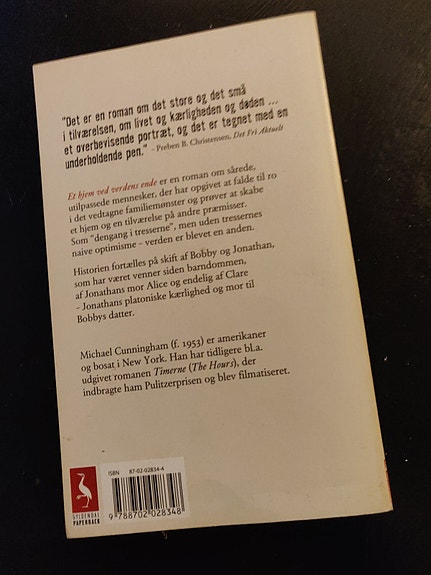 "Det er en roman om det store og det små
i tilværelsen, om livet og kærligheden og døden ...
et overbevisende portræt, og det er tegnet med en
underholdende pen." - Preben B. Christensen, Det Fri Aktuelt
Et hjem ved verdens ende er en roman om sårede,
utilpassede mennesker, der har opgivet at falde til ro
i det vedtagne familiemønster og prøver at skabe
et hjem og en tilværelse på andre præmisser.
Som "dengang i tresserne", men uden tressernes
naive optimisme – verden er blevet en anden.
Historien fortælles på skift af Bobby og Jonathan,
som har været venner siden barndommen,
af Jonathans mor Alice og endelig af Clare
- Jonathans platoniske kærlighed og mor til
Bobbys datter.
Michael Cunningham (f. 1953) er amerikaner
og bosat i New York. Han har tidligere bl.a.
udgivet romanen Timerne (The Hours), der
indbragte ham Pulitzerprisen og blev filmatiseret.
ISBN 87-02-02834-4
9 788702 028348
GYLDENDAL
PAPERBACK